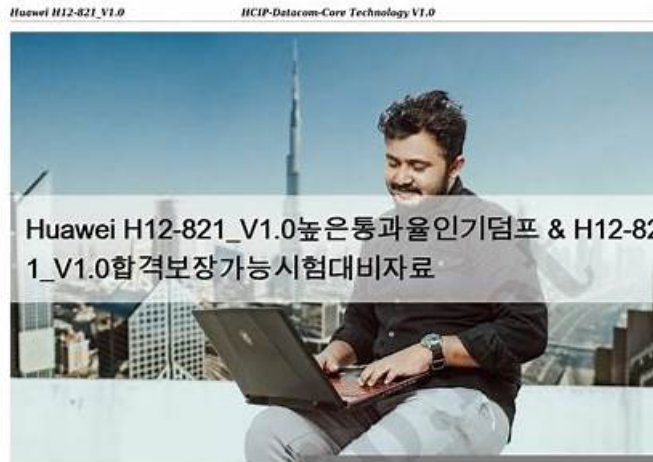 Huawei H12-821_V1.0
HCIP-Datacom-Core Technology V1.0
Huawei H12-821_V1.0높은통과율인기덤프 & H12-82
1_V1.0합격보장가능시험대비자료